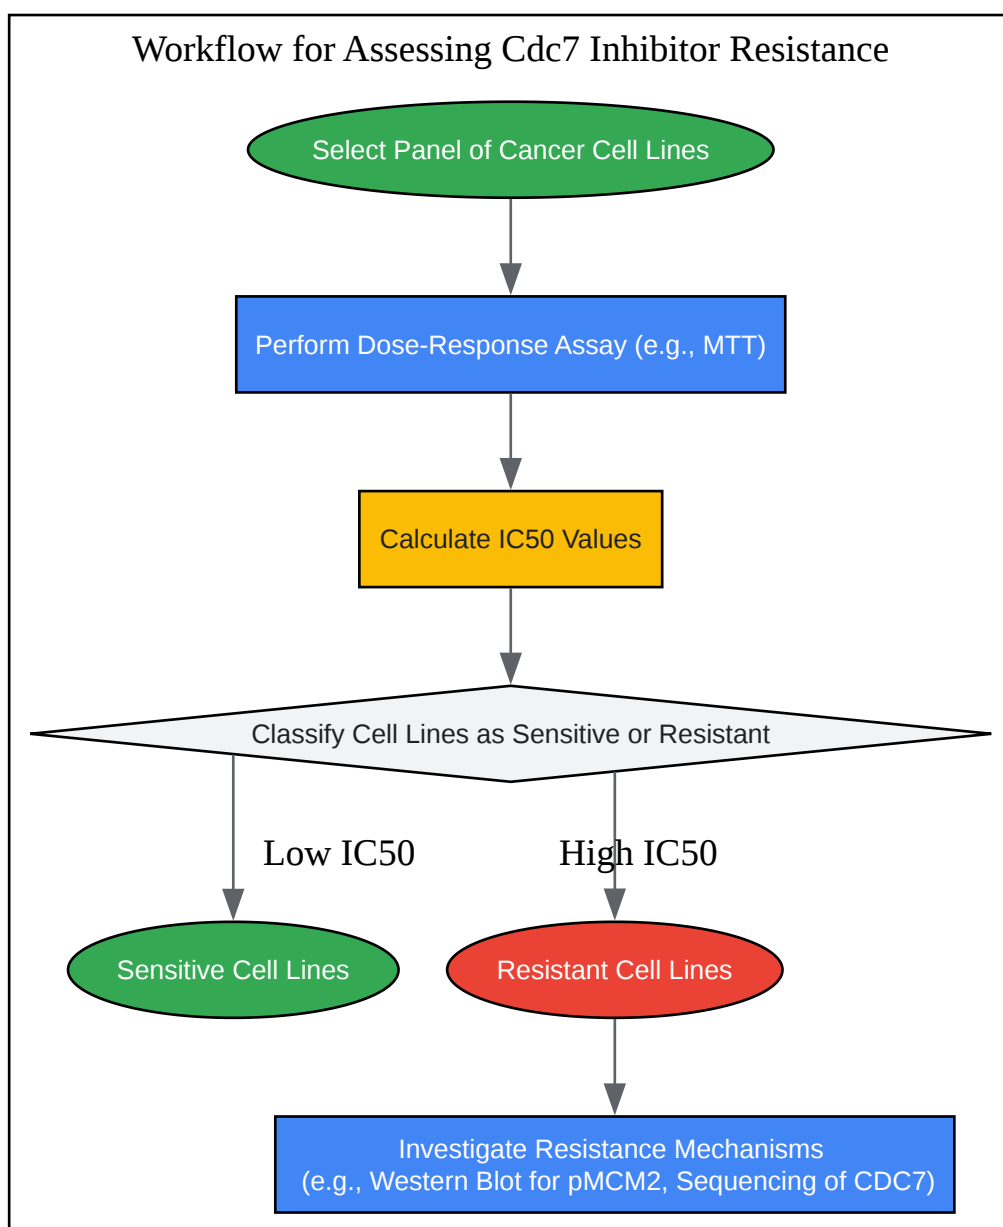 Workflow for Assessing Cdc7 Inhibitor Resistance
Select Panel of Cancer Cell Lines
Perform Dose-Response Assay (e.g., MTT)
Calculate IC50 Values
Classify Cell Lines as Sensitive or Resistant
Low IC50
High IC50
Sensitive Cell Lines
Resistant Cell Lines
Investigate Resistance Mechanisms
(e.g., Western Blot for pMCM2, Sequencing of CDC7)